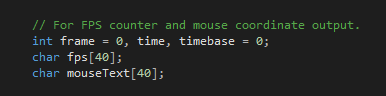 // For FPS counter and mouse coordinate output.
int frame = 0, time, timebase = 0;
char fps[40];
char mouseText[40];